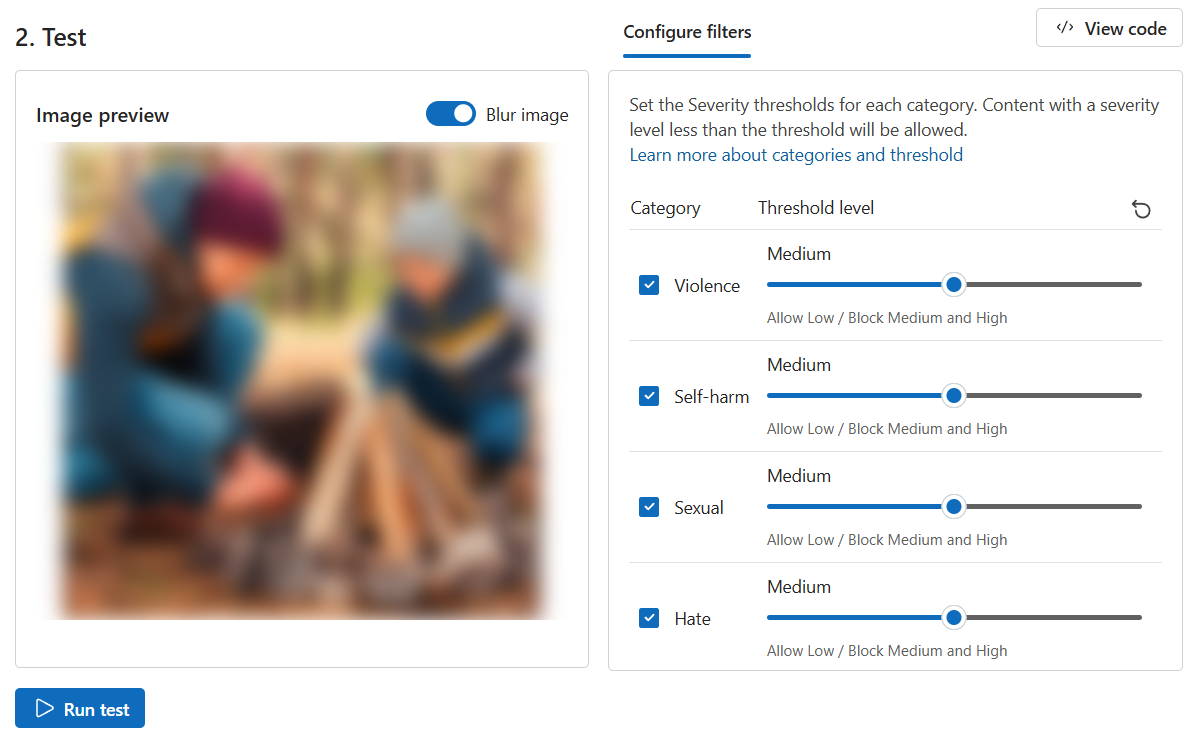 2. Test
Image preview
Blur image
Configure filters
</> View code
Set the Severity thresholds for each category. Content with a severity
level less than the threshold will be allowed.
Learn more about categories and threshold
Category Threshold level
Medium
Violence
Allow Low / Block Medium and High
Medium
Self-harm
Allow Low / Block Medium and High
Medium
Sexual
Allow Low / Block Medium and High
Medium
Hate
Allow Low / Block Medium and High
Run test